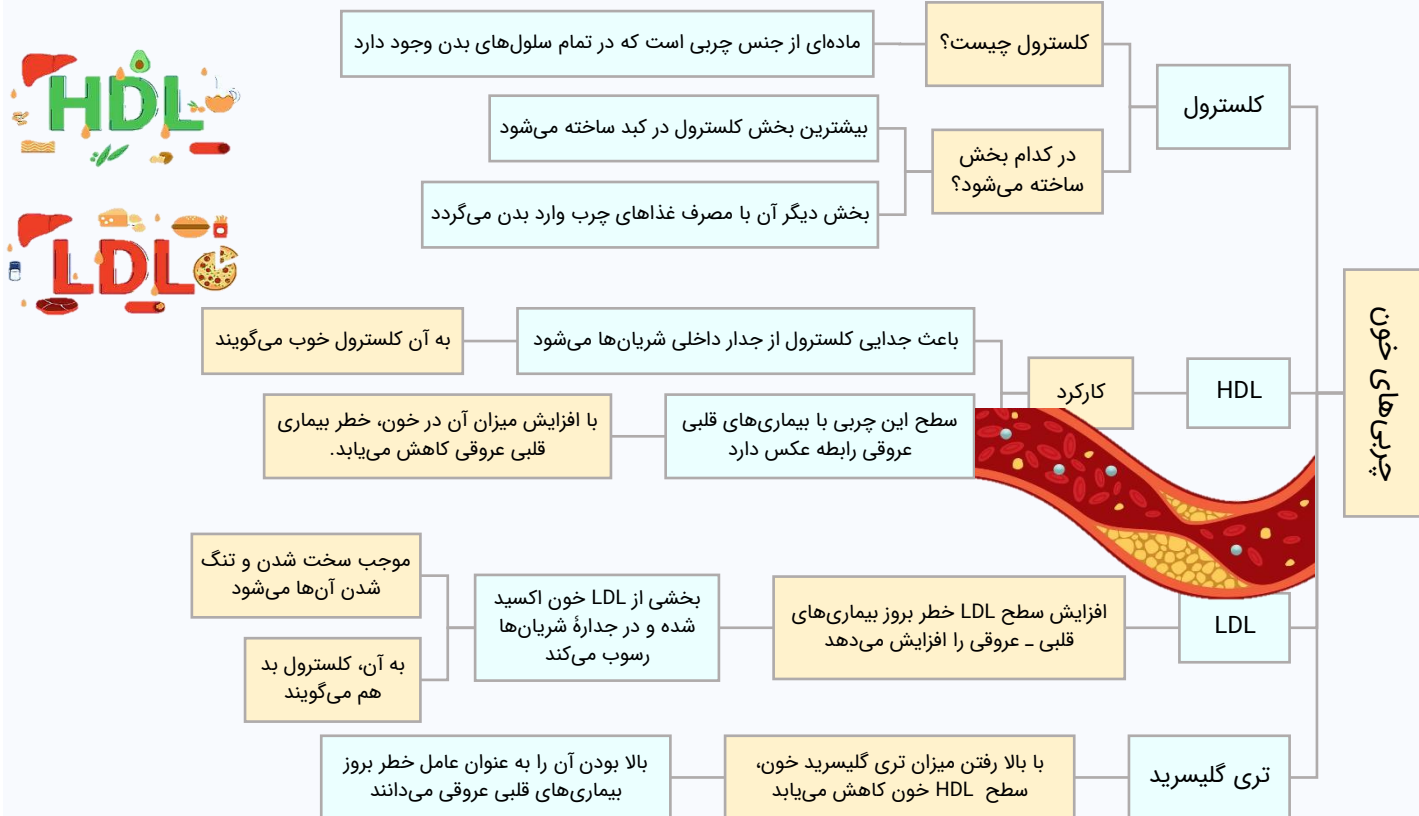 چربی‌های خون
کلسترول
کلسترول چیست؟
ماده‌ای از جنس چربی است که در تمام سلول‌های بدن وجود دارد
در کدام بخش
ساخته می‌شود؟
بیشترین بخش کلسترول در کبد ساخته می‌شود
بخش دیگر آن با مصرف غذاهای چرب وارد بدن می‌گردد
HDL
کارکرد
باعث جدایی کلسترول از جدار داخلی شریان‌ها می‌شود
به آن کلسترول خوب می‌گویند
سطح این چربی با بیماری‌های قلبی
عروقی رابطه عکس دارد
با افزایش میزان آن در خون، خطر بیماری
قلبی عروقی کاهش می‌یابد.
LDL
افزایش سطح LDL خطر بروز بیماری‌های
قلبی ـ عروقی را افزایش می‌دهد
بخشی از LDL خون اکسید
شده و در جدارهٔ شریان‌ها
رسوب می‌کند
موجب سخت شدن و تنگ
شدن آن‌ها می‌شود
به آن، کلسترول بد
هم می‌گویند
تری گلیسرید
با بالا رفتن میزان تری گلیسرید خون،
سطح HDL خون کاهش می‌یابد
بالا بودن آن را به عنوان عامل خطر بروز
بیماری‌های قلبی عروقی می‌دانند
HDL
LDL